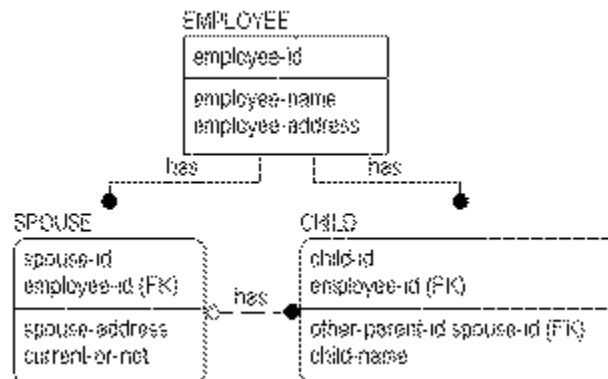 EMPLOYEE
employee-id
employee-name
employee-address
has
has
SPOUSE
spouse-id
employee-id (FK)
spouse-address
current-or-not
has
CHILD
child-id
employee-id (FK)
other-parent-id.spouse-id (FK)
child-name